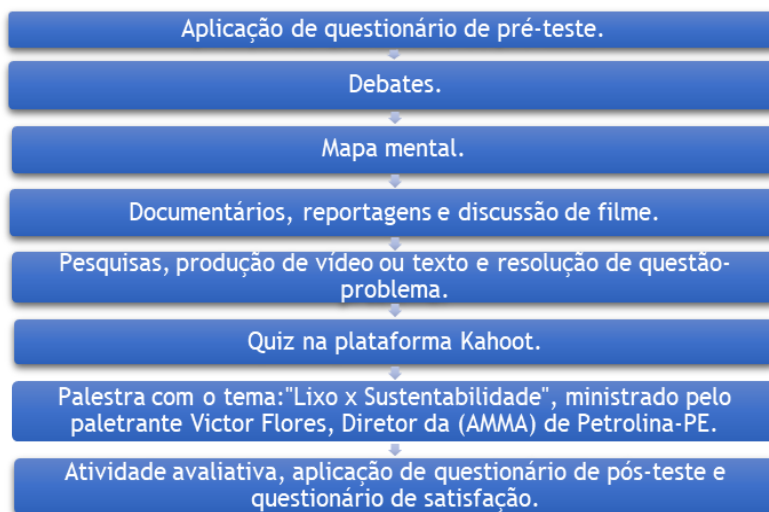 Aplicação de questionário de pré-teste.
Debates.
Mapa mental.
Documentários, reportagens e discussão de filme.
Pesquisas, produção de vídeo ou texto e resolução de questão-
problema.
Quiz na plataforma Kahoot.
Palestra com o tema:"Lixo x Sustentabilidade", ministrado pelo
paletrante Victor Flores, Diretor da (AMMA) de Petrolina-PE.
Atividade avaliativa, aplicação de questionário de pós-teste e
questionário de satisfação.